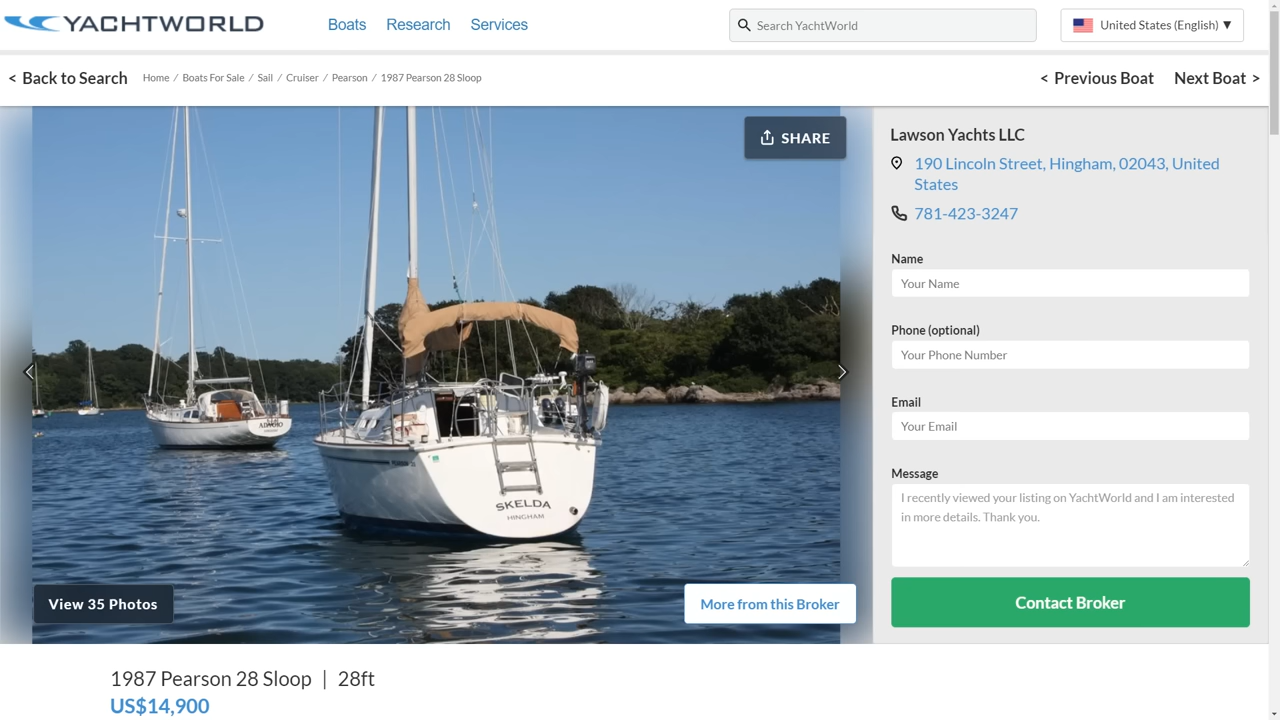 YACHTWORLD
Boats Research Services
Search YachtWorld
United States (English) ▼
< Back to Search
Home / Boats For Sale / Sail / Cruiser / Pearson / 1987 Pearson 28 Sloop
< Previous Boat Next Boat >
SHARE
Lawson Yachts LLC
190 Lincoln Street, Hingham, 02043, United
States
781-423-3247
Name
Your Name
Phone (optional)
Your Phone Number
Email
Your Email
Message
I recently viewed your listing on YachtWorld and I am interested
in more details. Thank you.
Contact Broker
SKELDA
HINGHAM
View 35 Photos
More from this Broker
1987 Pearson 28 Sloop | 28ft
US$14,900